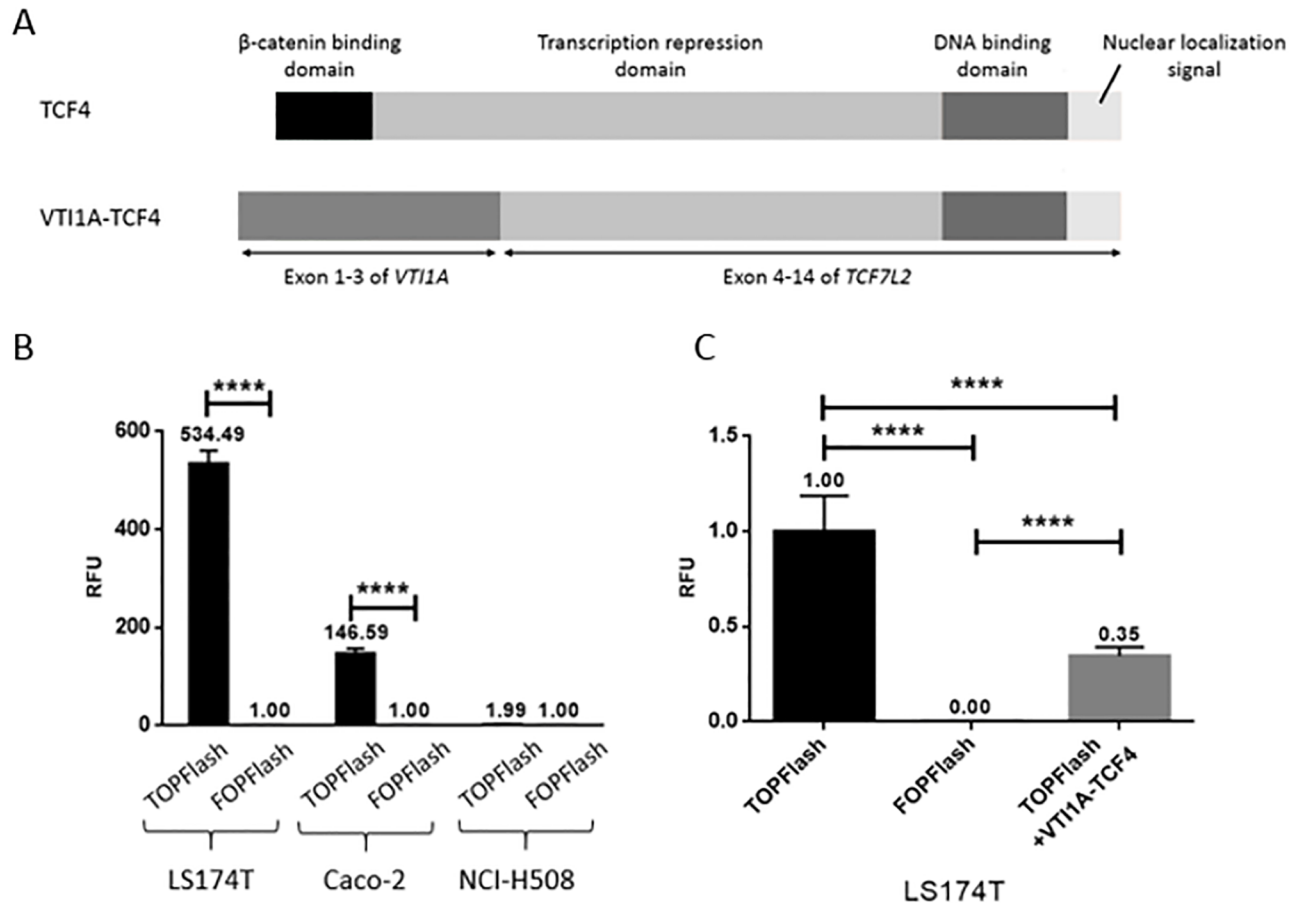 A
β-catenin binding
domain
Transcription repression
domain
DNA binding
domain
Nuclear localization
signal
TCF4
VTI1A-TCF4
Exon 1-3 of VTI1A
Exon 4-14 of TCF7L2
B
****
600
534.49
400
RFU
****
200
146.59
1.00
1.00
1.99
1.00
0
TOPFlash
FOPFlash
TOPFlash
FOPFlash
TOPFlash
FOPFlash
LS174T
Caco-2
NCI-H508
C
****
****
1.5
1.00
****
1.0
RFU
0.5
0.35
0.00
0.0
TOPFlash
FOPFlash
TOPFlash
+VTI1A-TCF4
LS174T